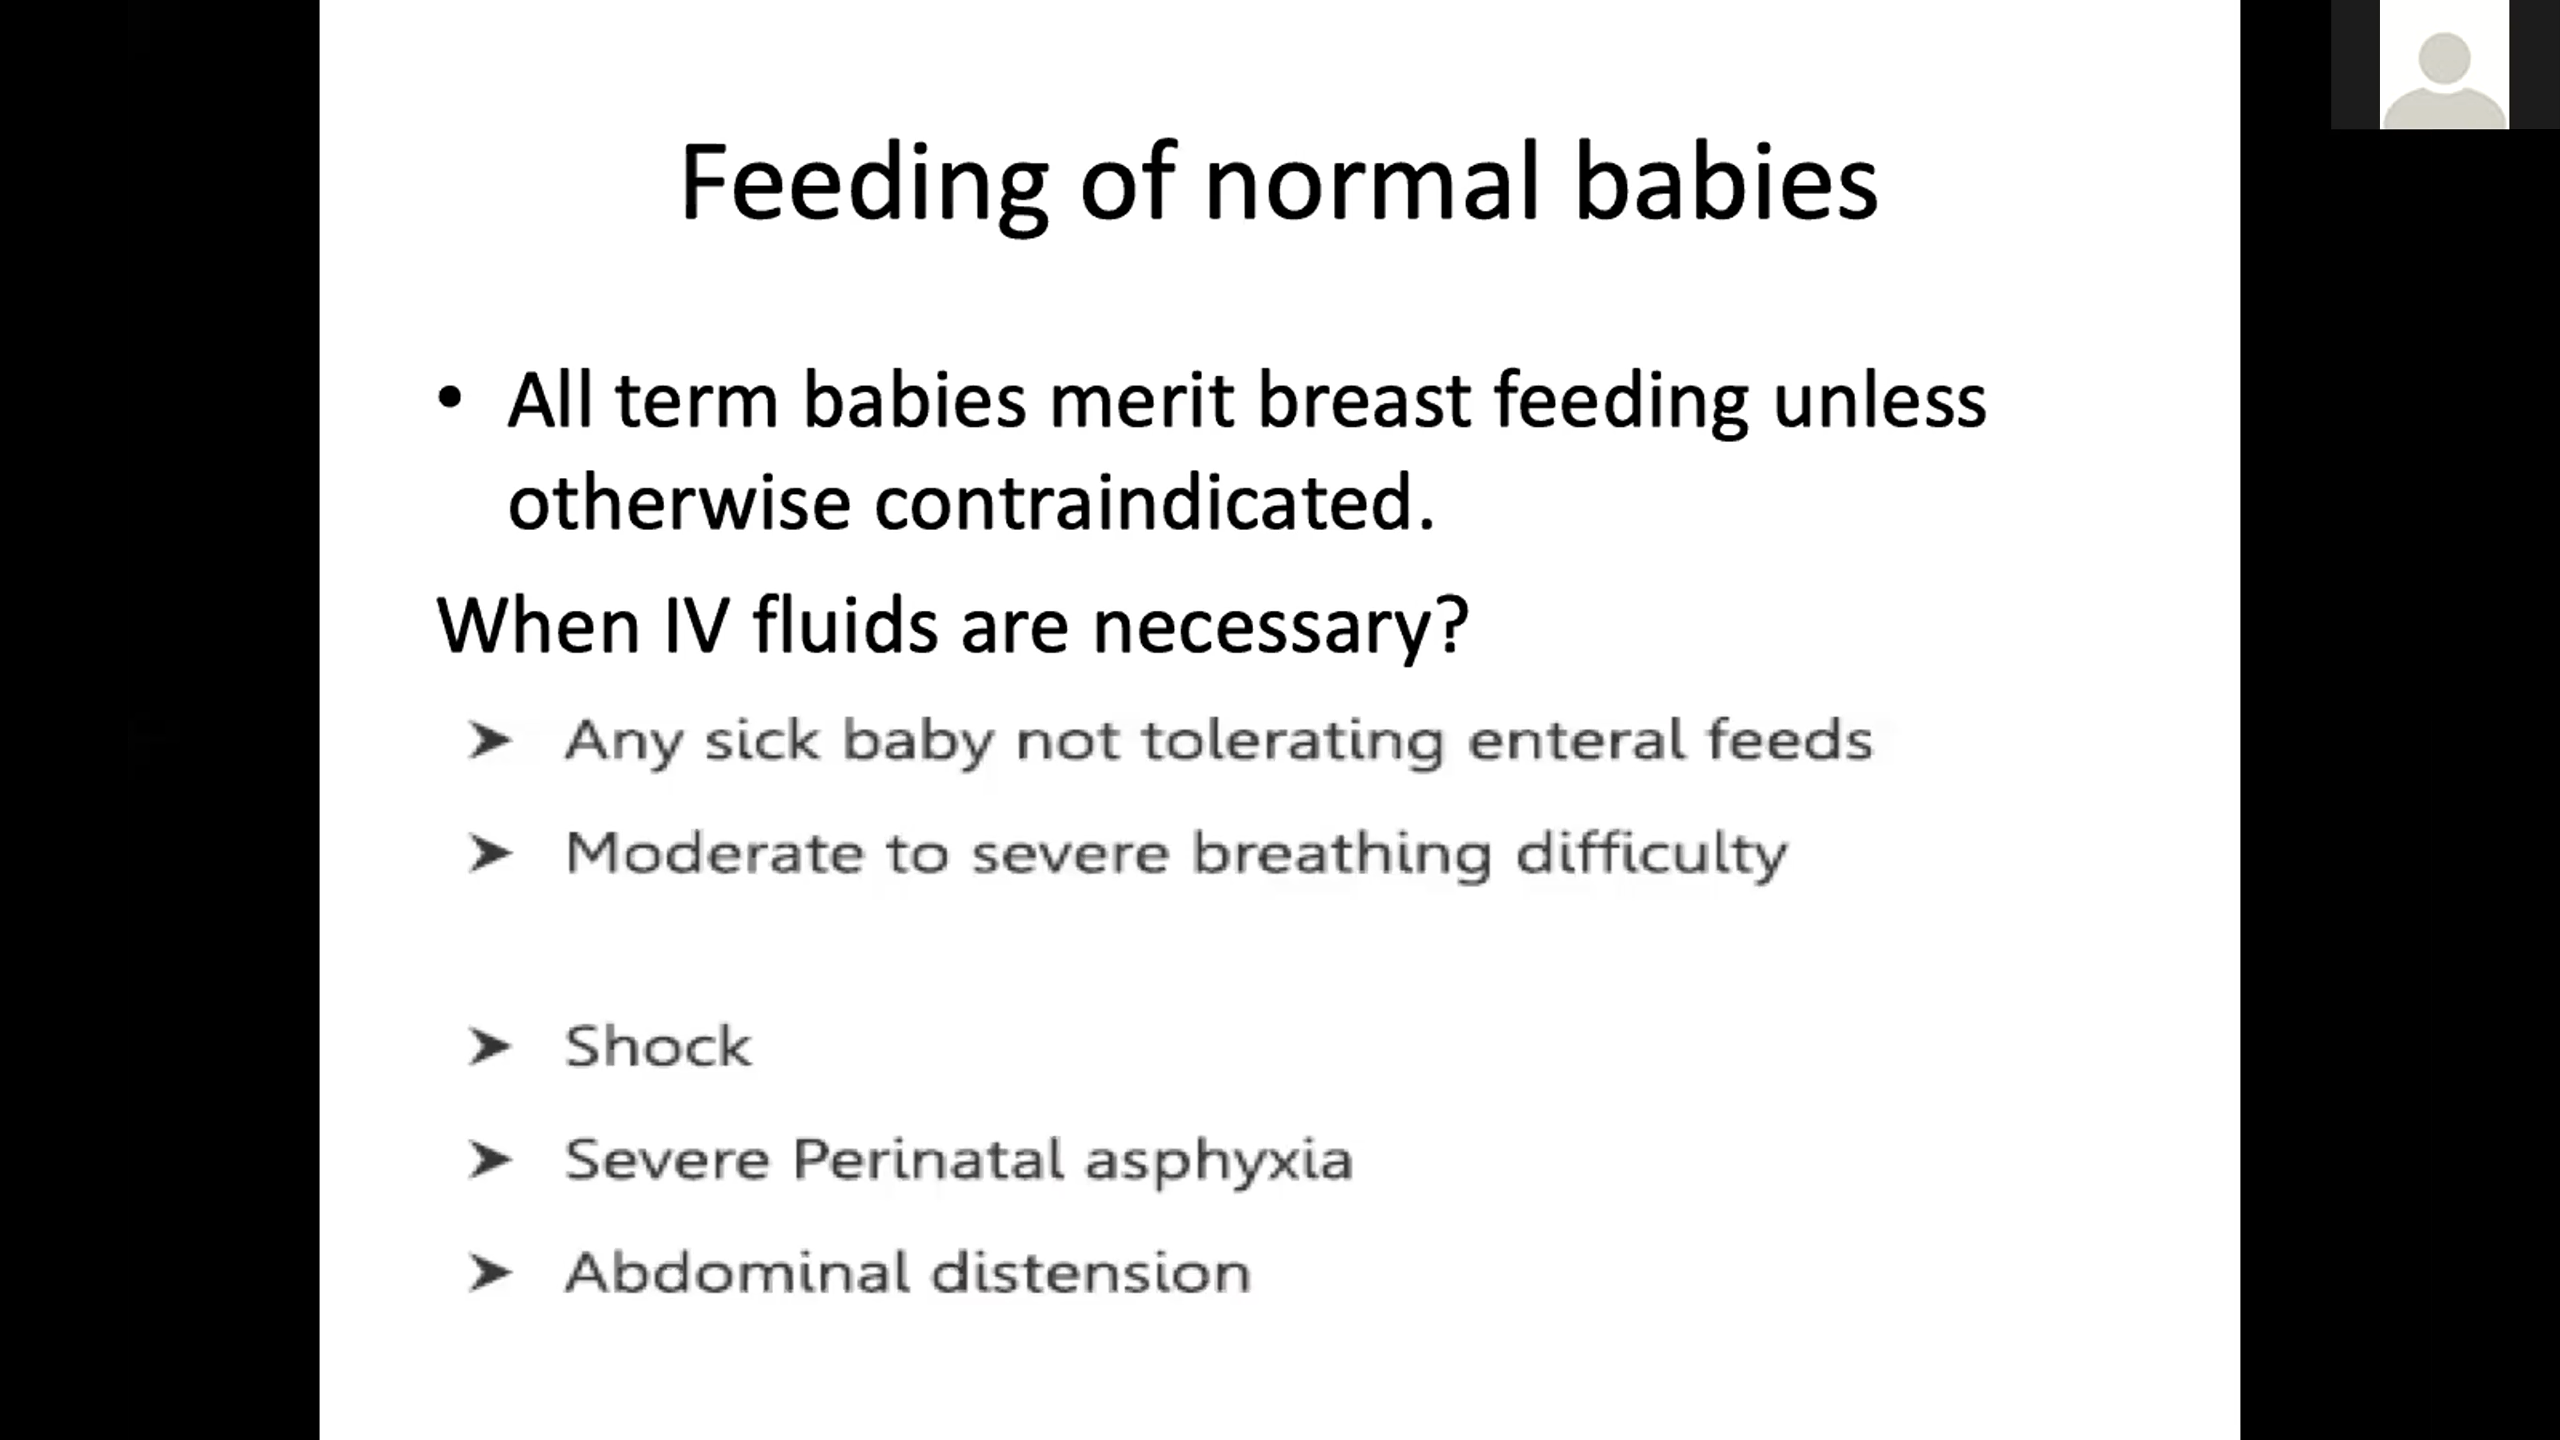 Feeding of normal babies
• All term babies merit breast feeding unless
otherwise contraindicated.
When IV fluids are necessary?
➤ Any sick baby not tolerating enteral feeds
➤ Moderate to severe breathing difficulty
➤ Shock
➤ Severe Perinatal asphyxia
➤ Abdominal distension